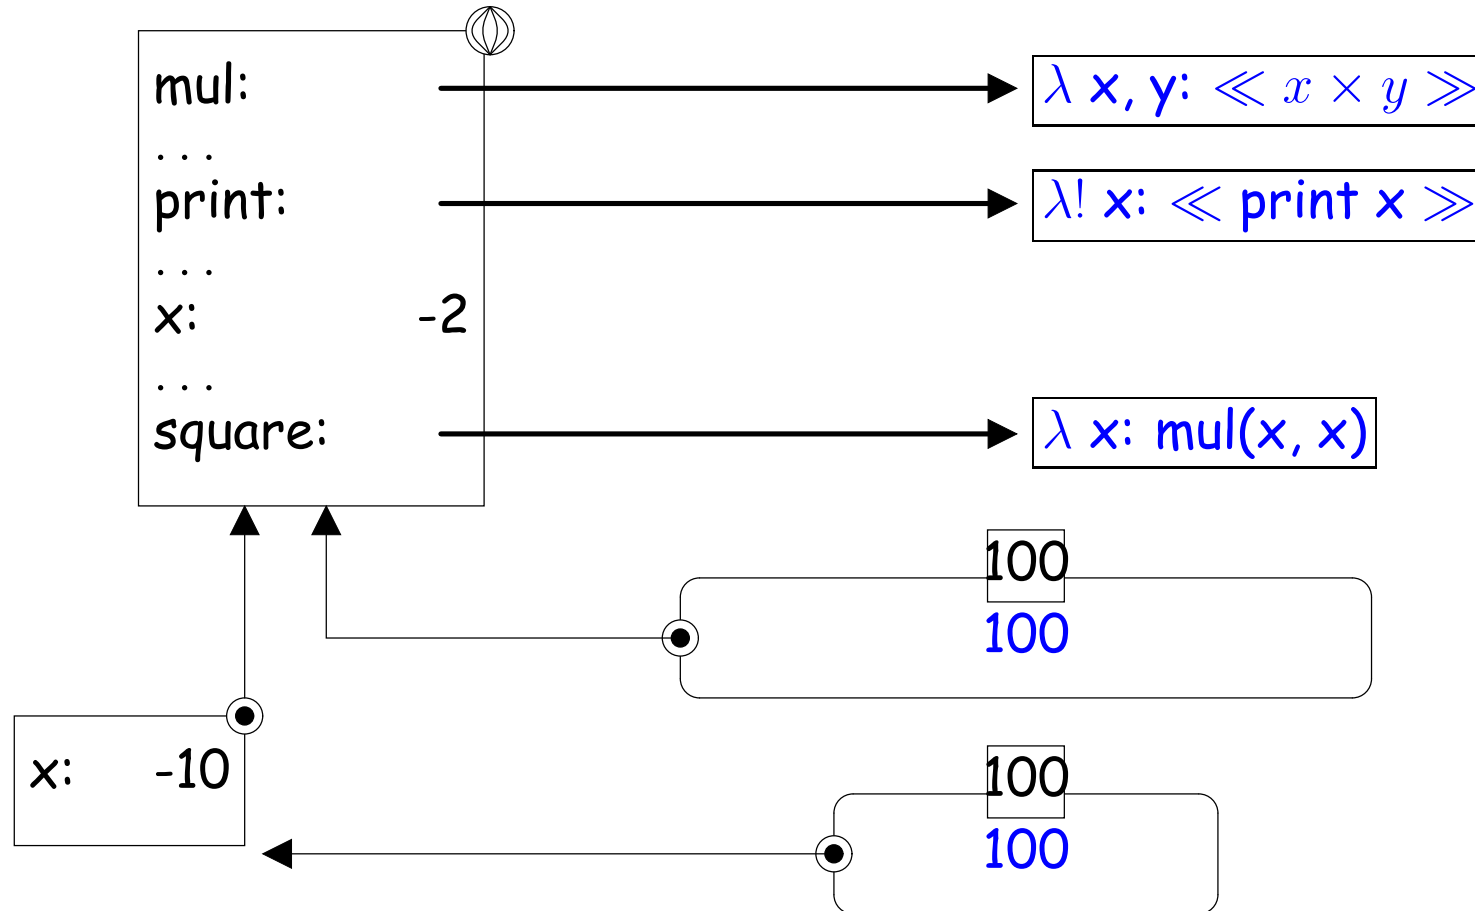 mul:
λ x, y: ≪ x × y ≫
. . .
print:
λ! x: ≪ print x ≫
. . .
x: -2
. . .
square:
λ x: mul(x, x)
100
100
x: -10
100
100